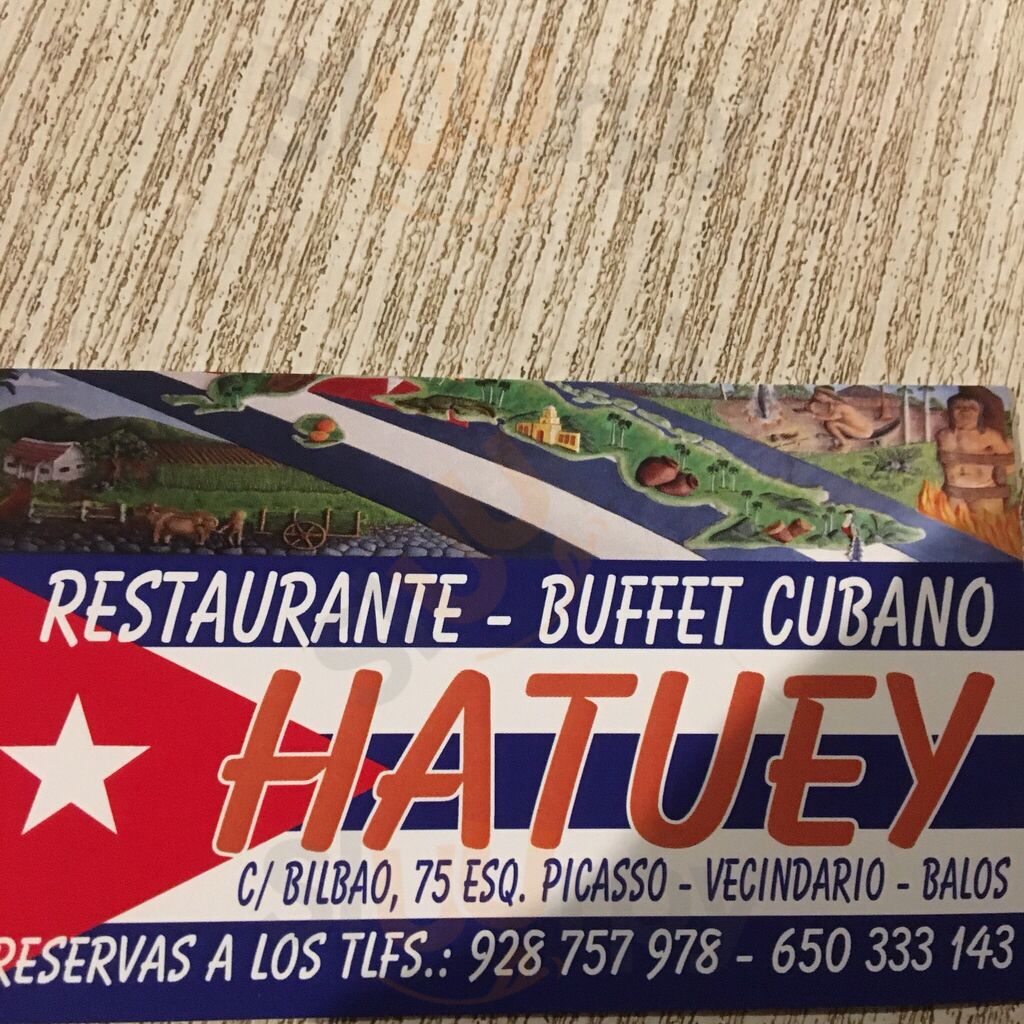 RESTAURANTE - BUFFET CUBANO
HATUEY
C/ BILBAO, 75 ESQ. PICASSO - VECINDARIO - BALOS
RESERVAS A LOS TLFS.: 928 757 978 - 650 333 143